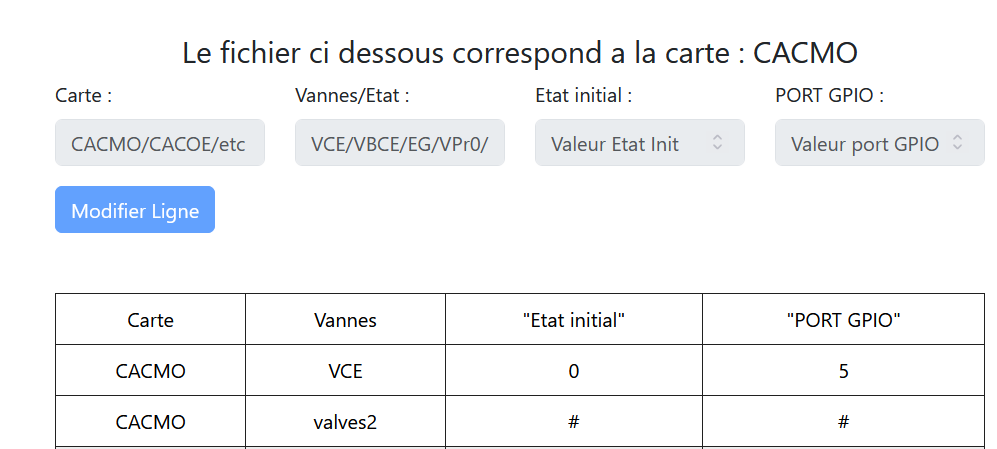 Le fichier ci dessous correspond a la carte : CACMO
Carte : Vannes/Etat : Etat initial : PORT GPIO :
CACMO/CACOE/etc VCE/VBCE/EG/VPr0/ Valeur Etat Init Valeur port GPIO
Modifier Ligne
Carte Vannes "Etat initial" "PORT GPIO"
CACMO VCE 0 5
CACMO valves2 # #